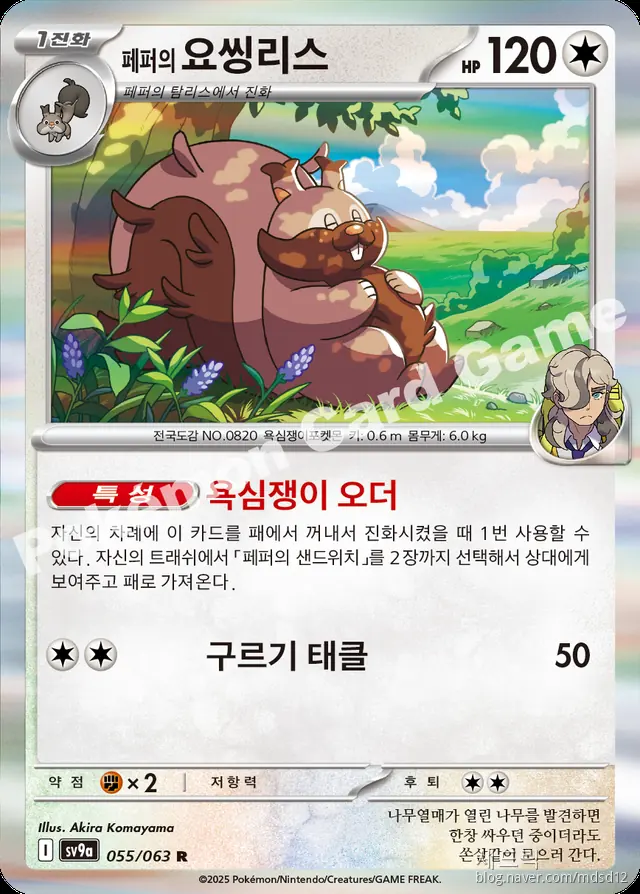 1진화
페퍼의 요씽리스
HP 120
페퍼의 탐리스에서 진화
전국도감 NO.0820 욕심쟁이포켓몬 키: 0.6 m 몸무게: 6.0 kg
특성 욕심쟁이 오더
자신의 차례에 이 카드를 패에서 꺼내서 진화시켰을 때 1번 사용할 수
있다. 자신의 트래쉬에서 「페퍼의 샌드위치」를 2장까지 선택해서 상대에게
보여주고 패로 가져온다.
구르기 태클 50
약점 ×2 저항력 후퇴
나무열매가 열린 나무를 발견하면
한창 싸우던 중이더라도
쏜살같이 모으러 간다.
Illus. Akira Komayama
I sv9a 055/063 R
©2025 Pokémon/Nintendo/Creatures/GAME FREAK.
Pokémon Card Game
blog.naver.com/mdsd12